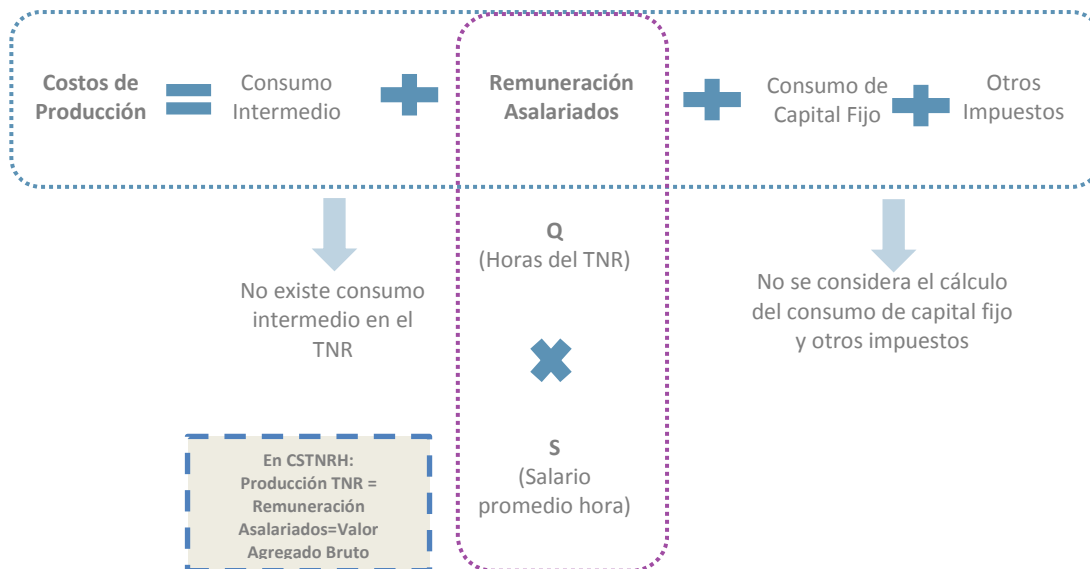 Costos de
Producción
Consumo
Intermedio
Remuneración
Asalariados
Consumo de
Capital Fijo
Otros
Impuestos
No existe consumo
intermedio en el
TNR
Q
(Horas del TNR)
S
(Salario
promedio hora)
No se considera el cálculo
del consumo de capital fijo
y otros impuestos
En CSTNRH:
Producción TNR =
Remuneración
Asalariados=Valor
Agregado Bruto